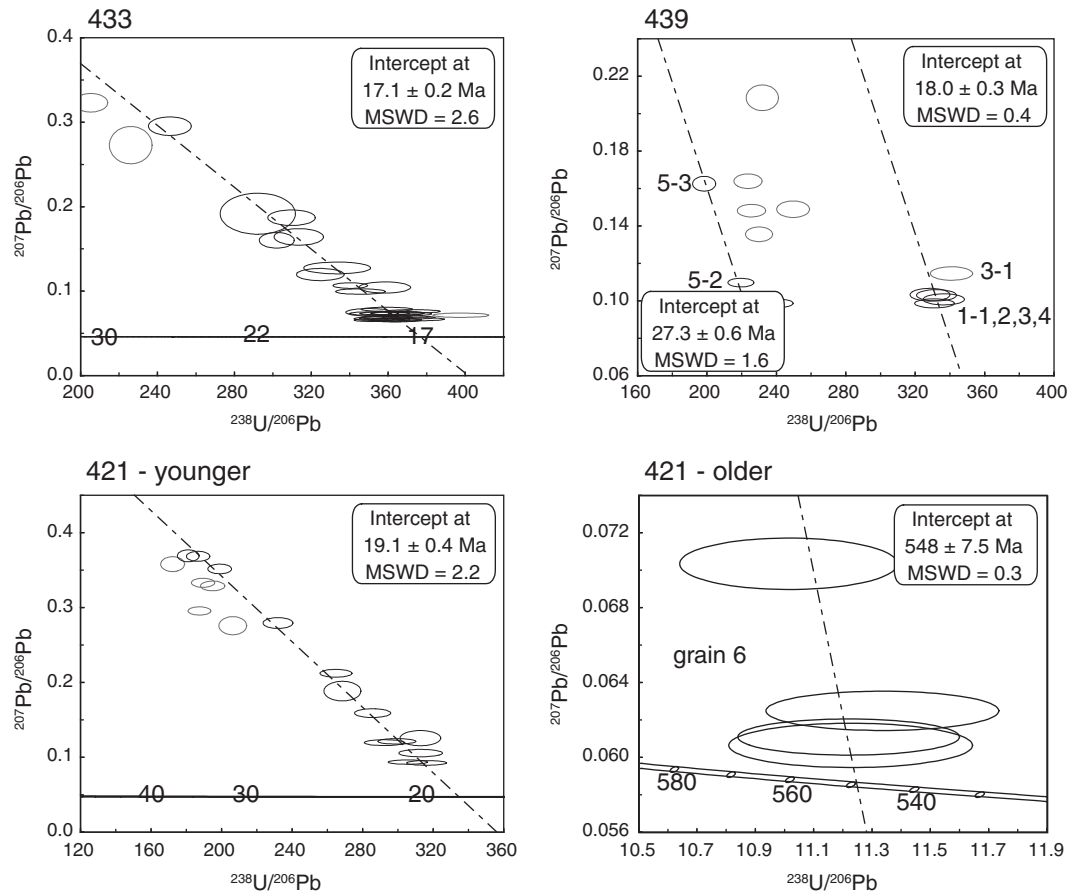 433
0.4
0.3
0.2
0.1
0.0
²⁰⁷Pb/²⁰⁶Pb
Intercept at
17.1 ± 0.2 Ma
MSWD = 2.6
30
22
17
200 240 280 320 360 400
²³⁸U/²⁰⁶Pb
439
0.22
0.18
0.14
0.10
0.06
²⁰⁷Pb/²⁰⁶Pb
Intercept at
18.0 ± 0.3 Ma
MSWD = 0.4
5-3
5-2
3-1
1-1,2,3,4
27.3 ± 0.6 Ma
Intercept at
MSWD = 1.6
160 200 240 280 320 360 400
²³⁸U/²⁰⁶Pb
421 - younger
0.4
0.3
0.2
0.1
0.0
²⁰⁷Pb/²⁰⁶Pb
Intercept at
19.1 ± 0.4 Ma
MSWD = 2.2
40
30
20
120 160 200 240 280 320 360
²³⁸U/²⁰⁶Pb
421 - older
0.072
0.068
0.064
0.060
0.056
²⁰⁷Pb/²⁰⁶Pb
Intercept at
548 ± 7.5 Ma
MSWD = 0.3
grain 6
580
560
540
10.5 10.7 10.9 11.1 11.3 11.5 11.7 11.9
²³⁸U/²⁰⁶Pb